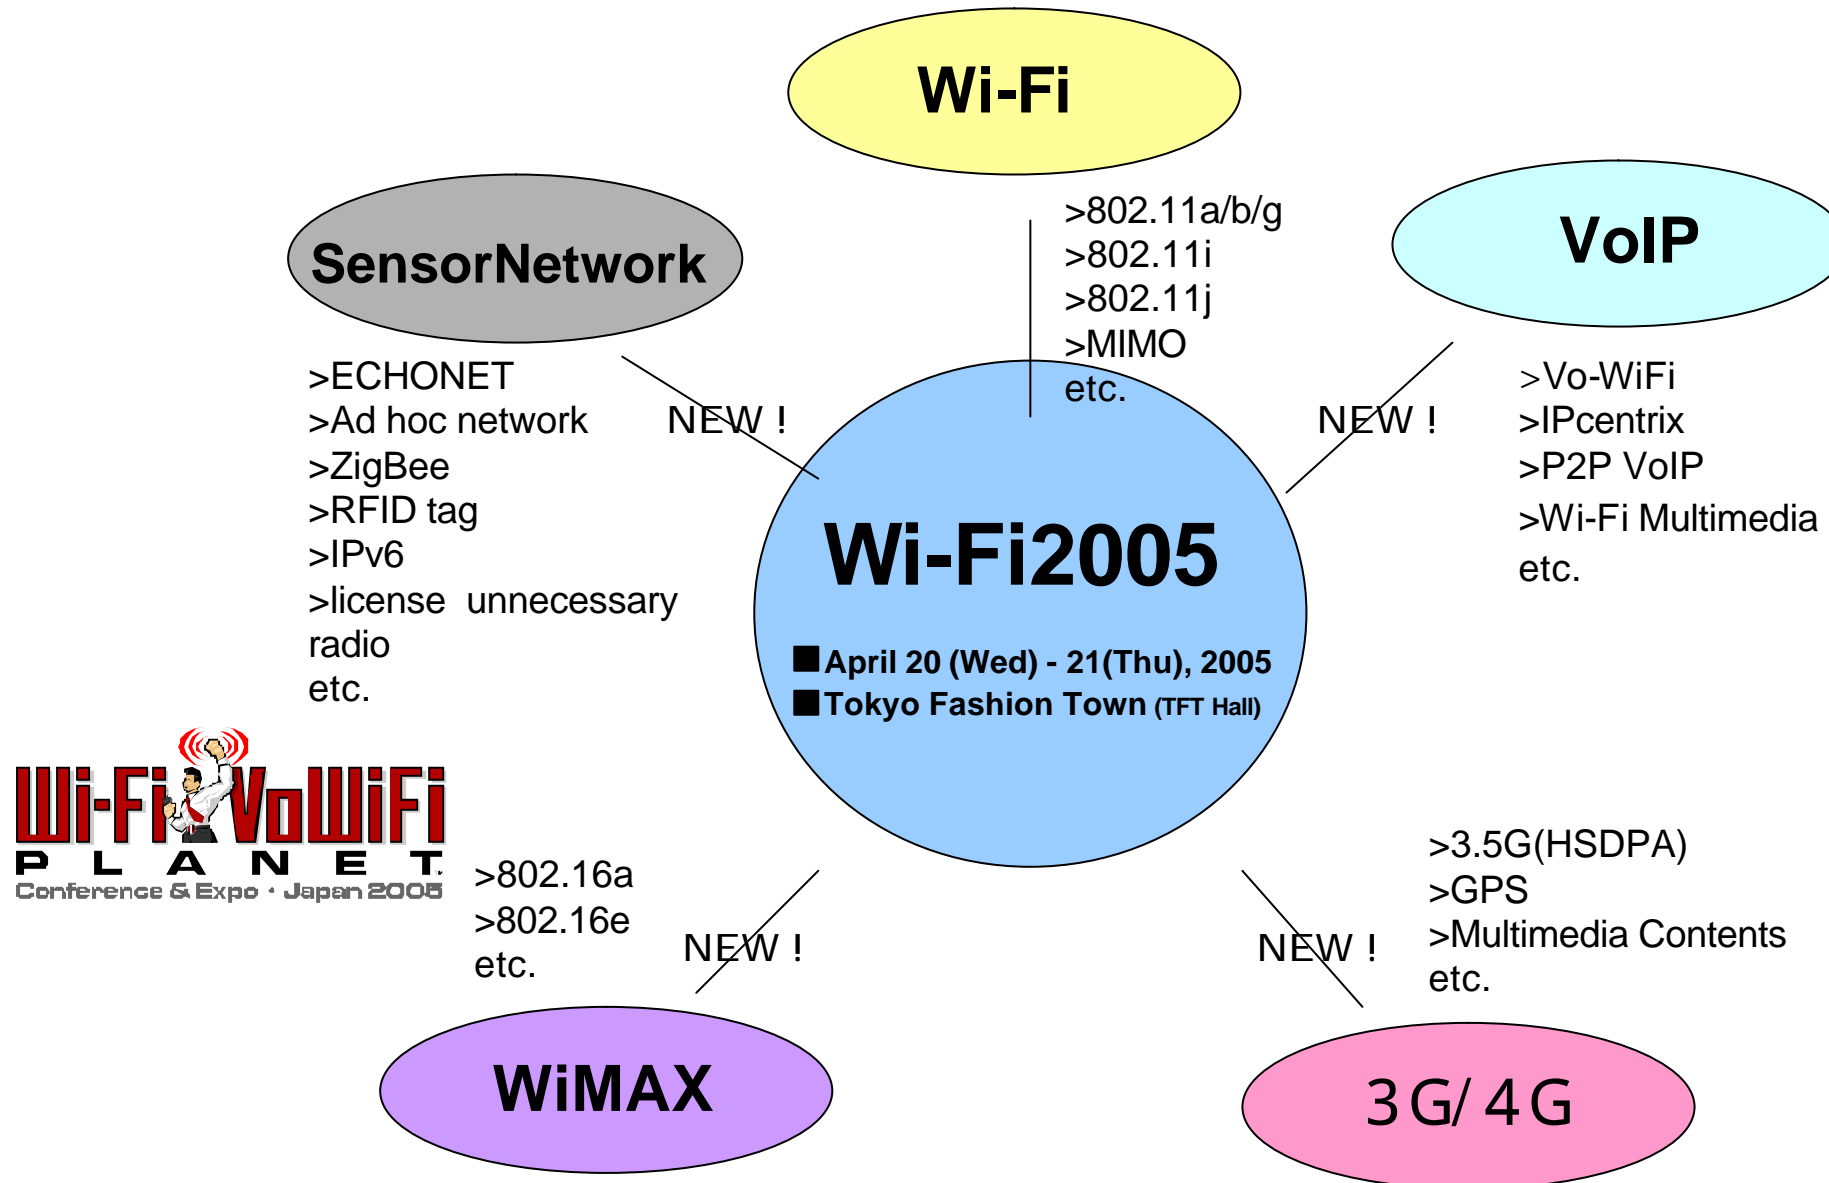 Wi-Fi
>802.11a/b/g
>802.11i
>802.11j
>MIMO
etc.
SensorNetwork
>ECHONET
>Ad hoc network
>ZigBee
>RFID tag
>IPv6
>license unnecessary
radio
etc.
NEW !
VoIP
>Vo-WiFi
>IPcentrix
>P2P VoIP
>Wi-Fi Multimedia
etc.
NEW !
Wi-Fi2005
■April 20 (Wed) - 21(Thu), 2005
■Tokyo Fashion Town (TFT Hall)
Wi-Fi VoWiFi
PLANET
Conference & Expo · Japan 2005
>802.16a
>802.16e
etc.
NEW !
WiMAX
>3.5G(HSDPA)
>GPS
>Multimedia Contents
etc.
NEW !
3G/4G